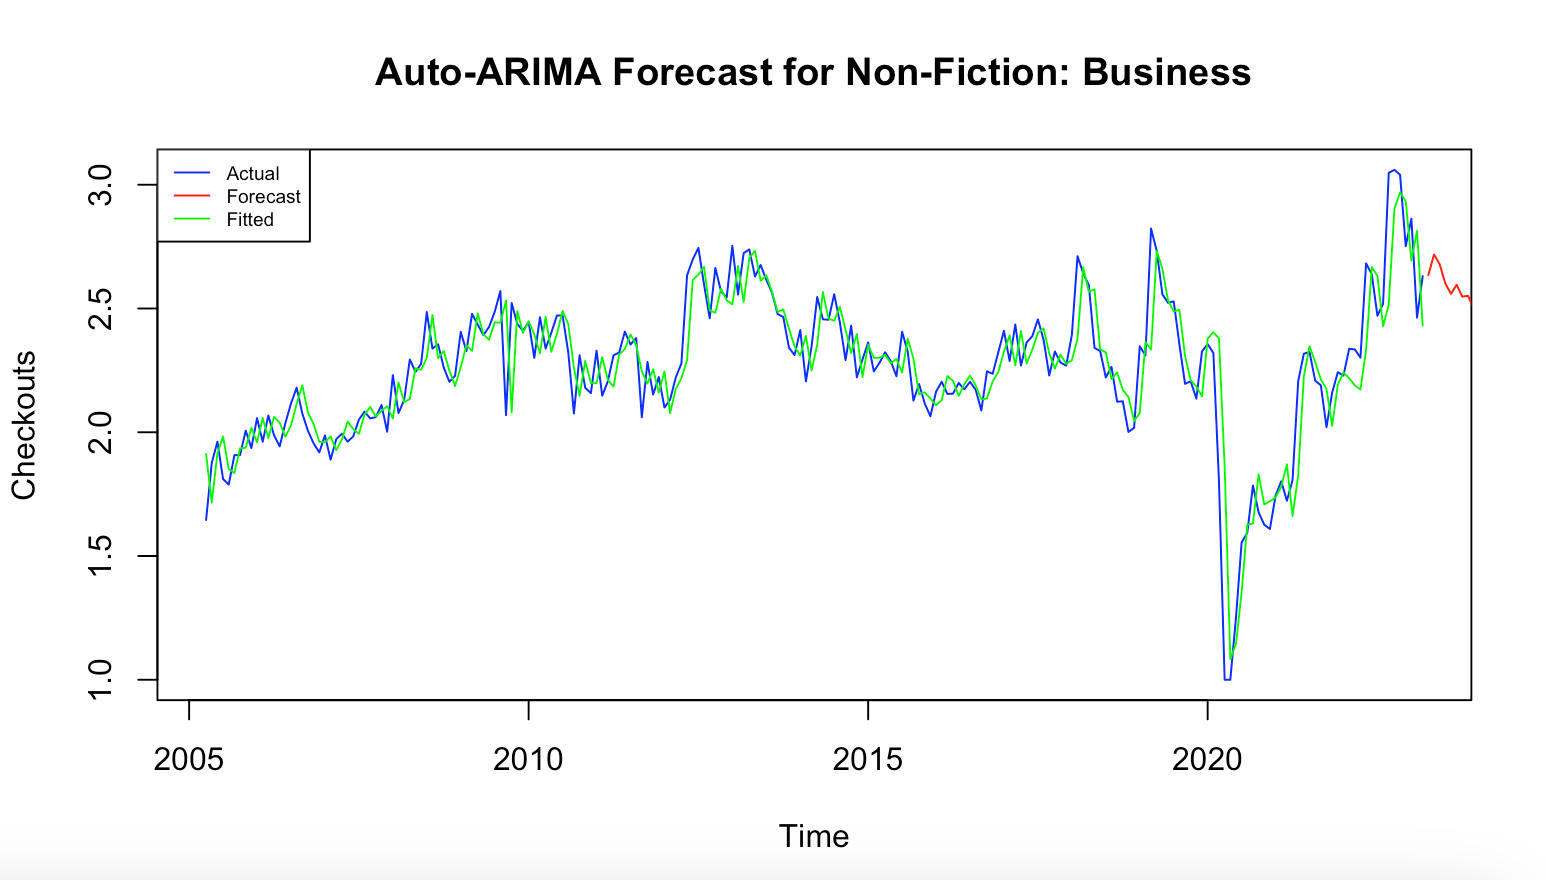 Auto-ARIMA Forecast for Non-Fiction: Business
Actual
Forecast
Fitted
Checkouts
3.0
2.5
2.0
1.5
1.0
2005 2010 2015 2020
Time